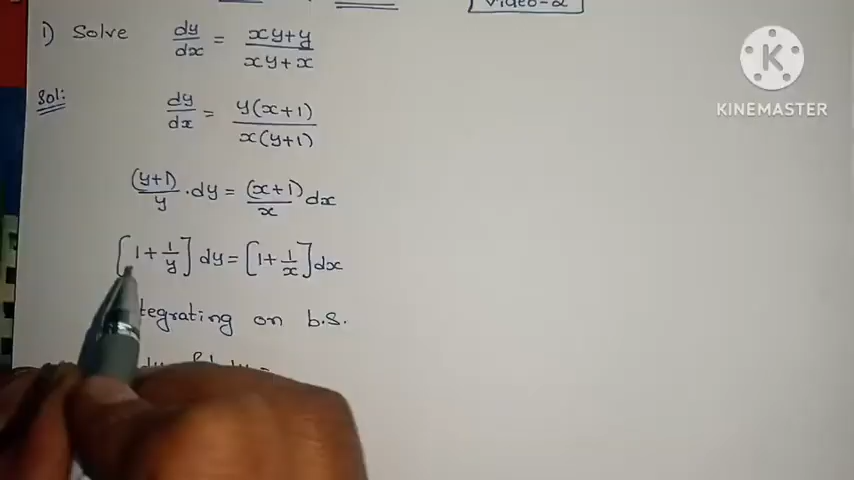 Video-2
1) Solve dy/dx = xy+y/xy+x
Sol:
dy/dx = y(x+1)/x(y+1)
(y+1)/y . dy = (x+1)/x dx
[1+1/y] dy = [1+1/x] dx
tegrating on b.s.
KINEMASTER